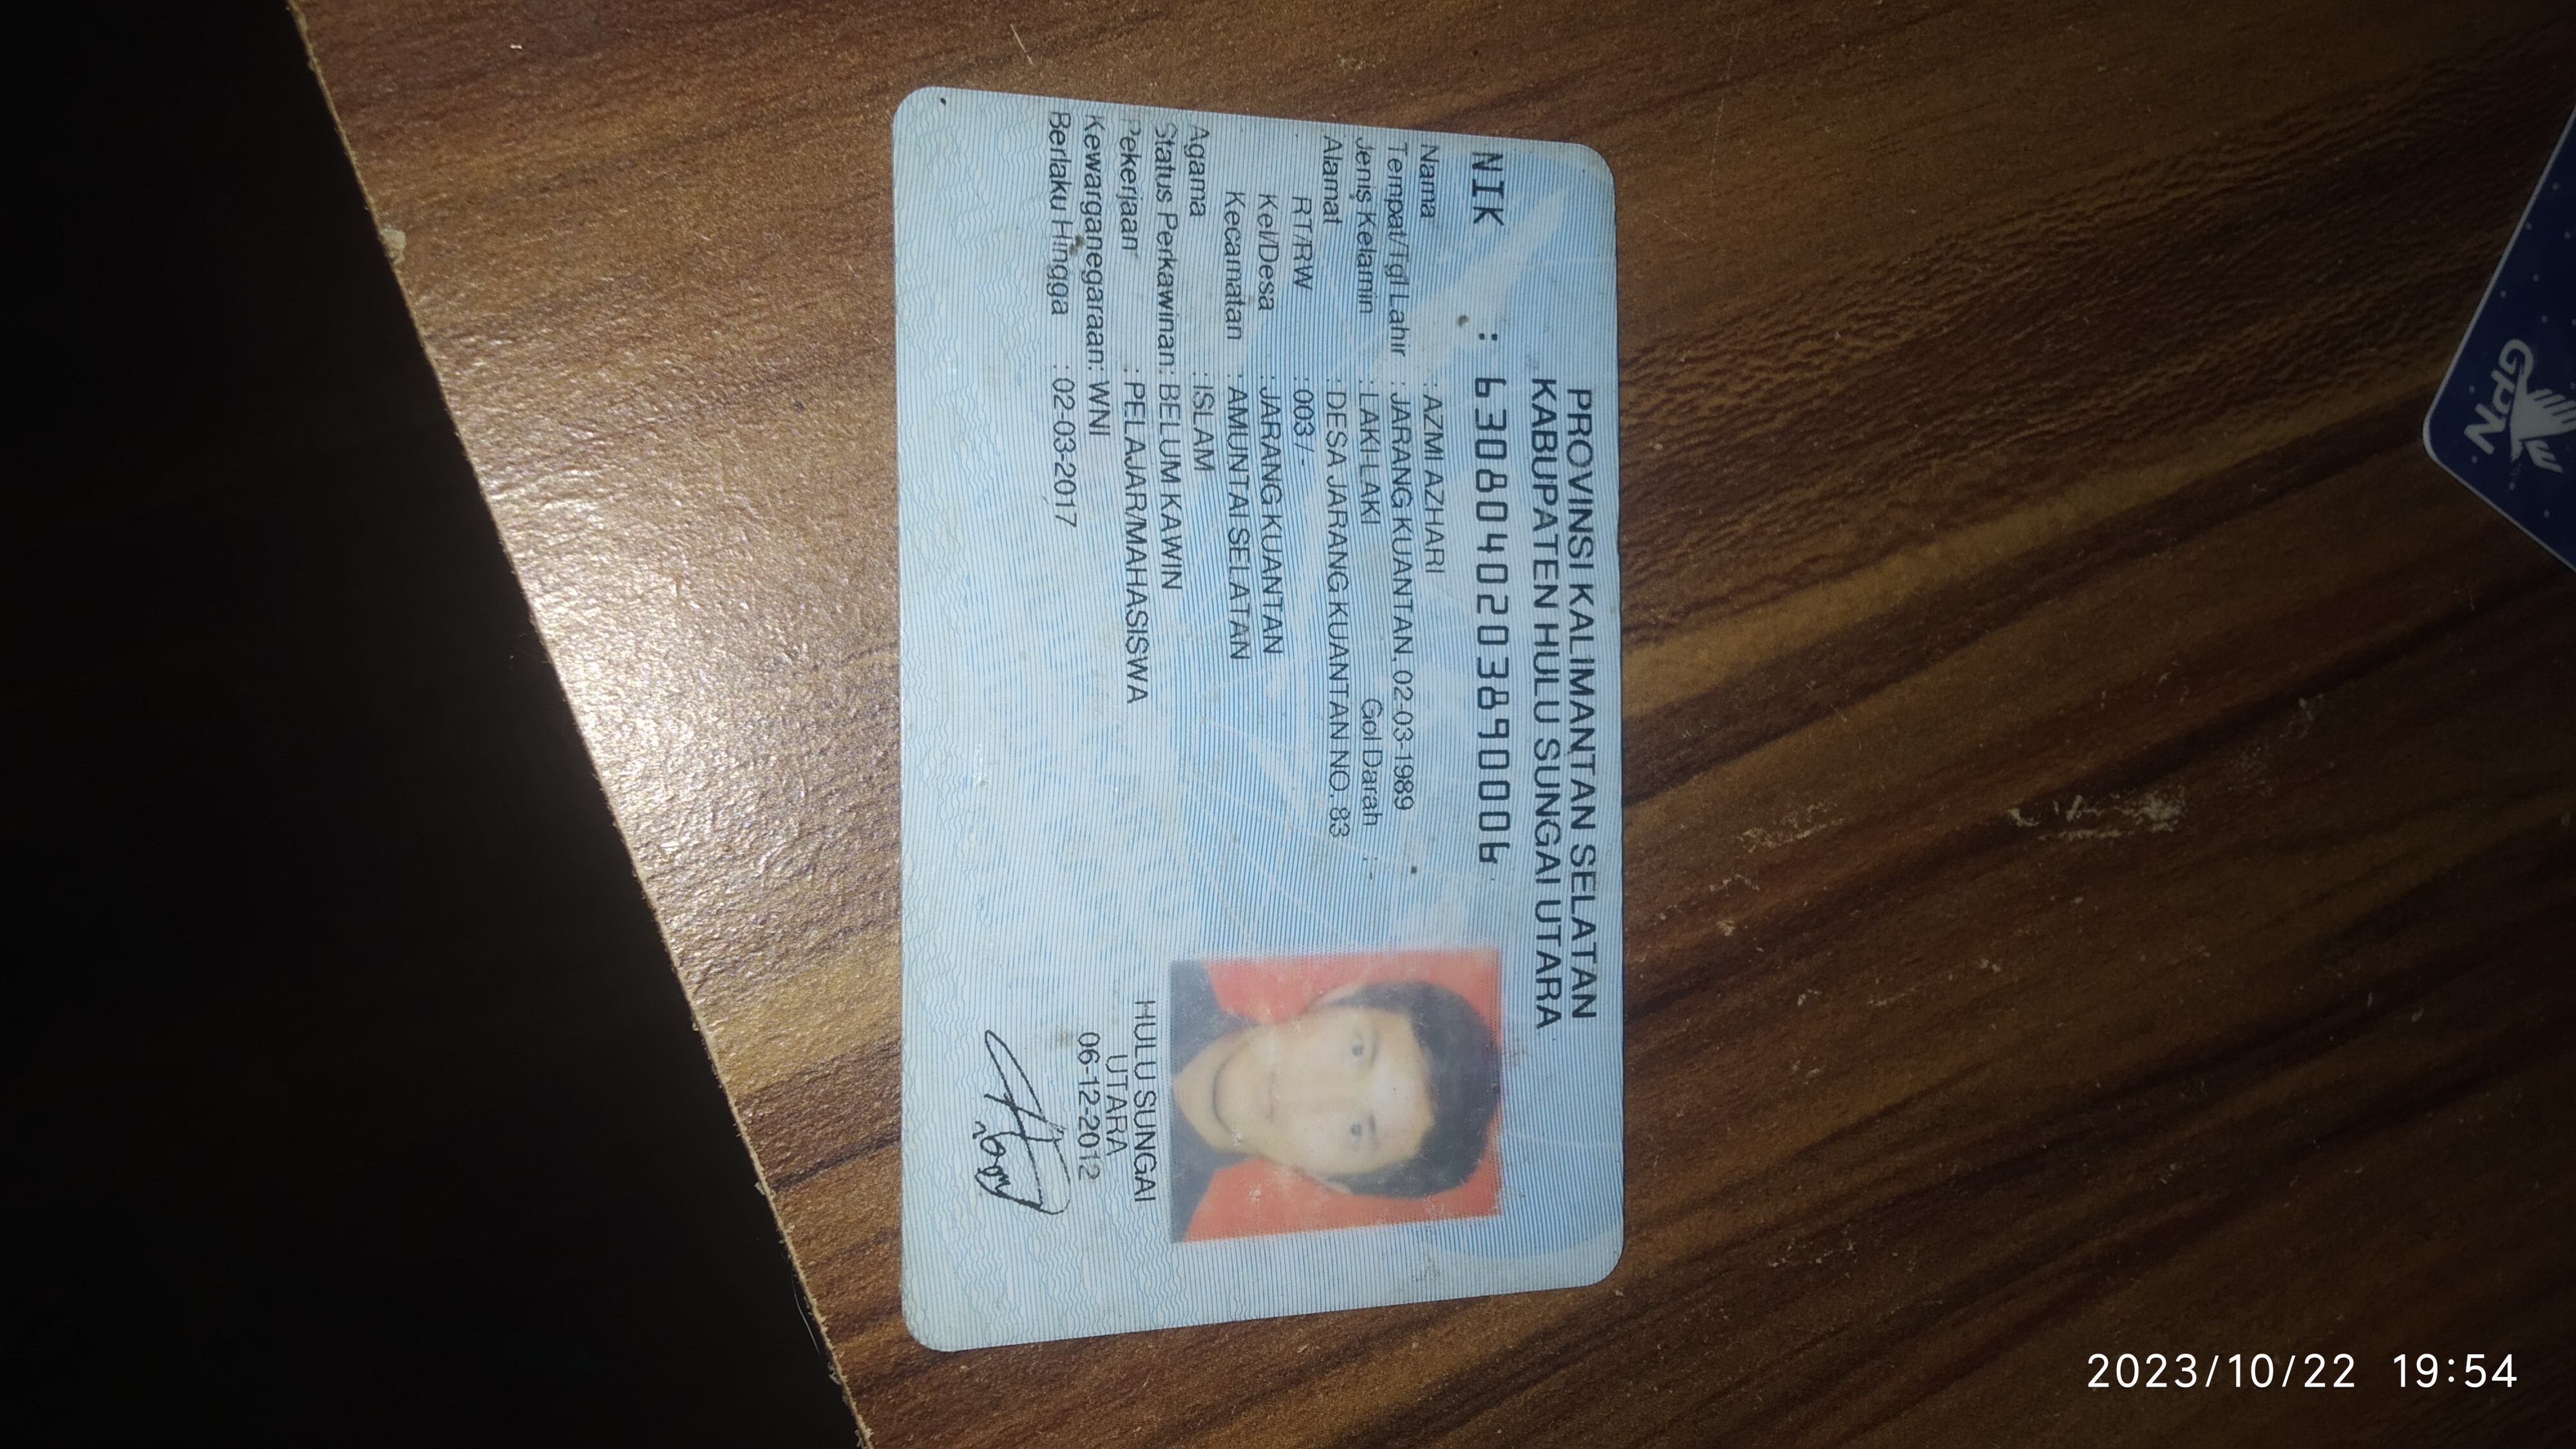 PROVINSI KALIMANTAN SELATAN
KABUPATEN HULU SUNGAI UTARA
NIK : 6308040203890006
Nama : AZMI AZHARI
Tempat/Tgl Lahir : JARANG KUANTAN, 02-03-1989
Jenis Kelamin : LAKI-LAKI Gol Darah : -
Alamat : DESA JARANG KUANTAN NO. 83
RT/RW : 003/ -
Kel/Desa : JARANG KUANTAN
Kecamatan : AMUNTAI SELATAN
Agama : ISLAM
Status Perkawinan: BELUM KAWIN
Pekerjaan : PELAJAR/MAHASISWA
Kewarganegaraan: WNI
Berlaku Hingga : 02-03-2017
HULU SUNGAI
UTARA
06-12-2012
GPN
2023/10/22 19:54